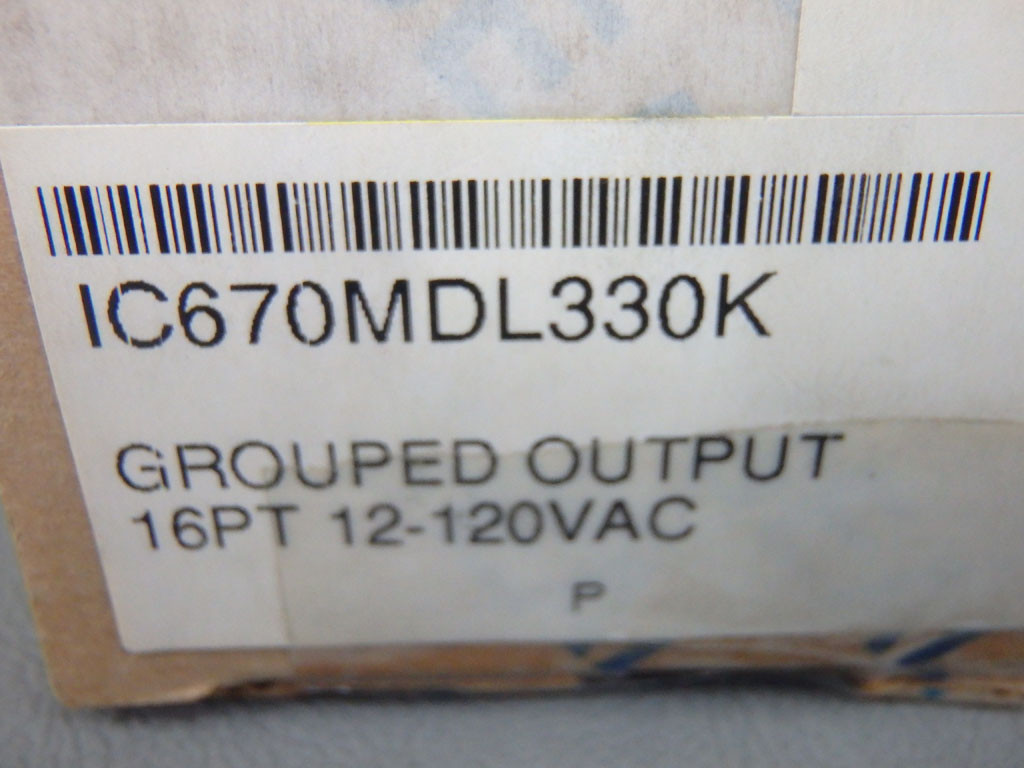 IC670MDL330K
GROUPED OUTPUT
16PT 12-120VAC
P